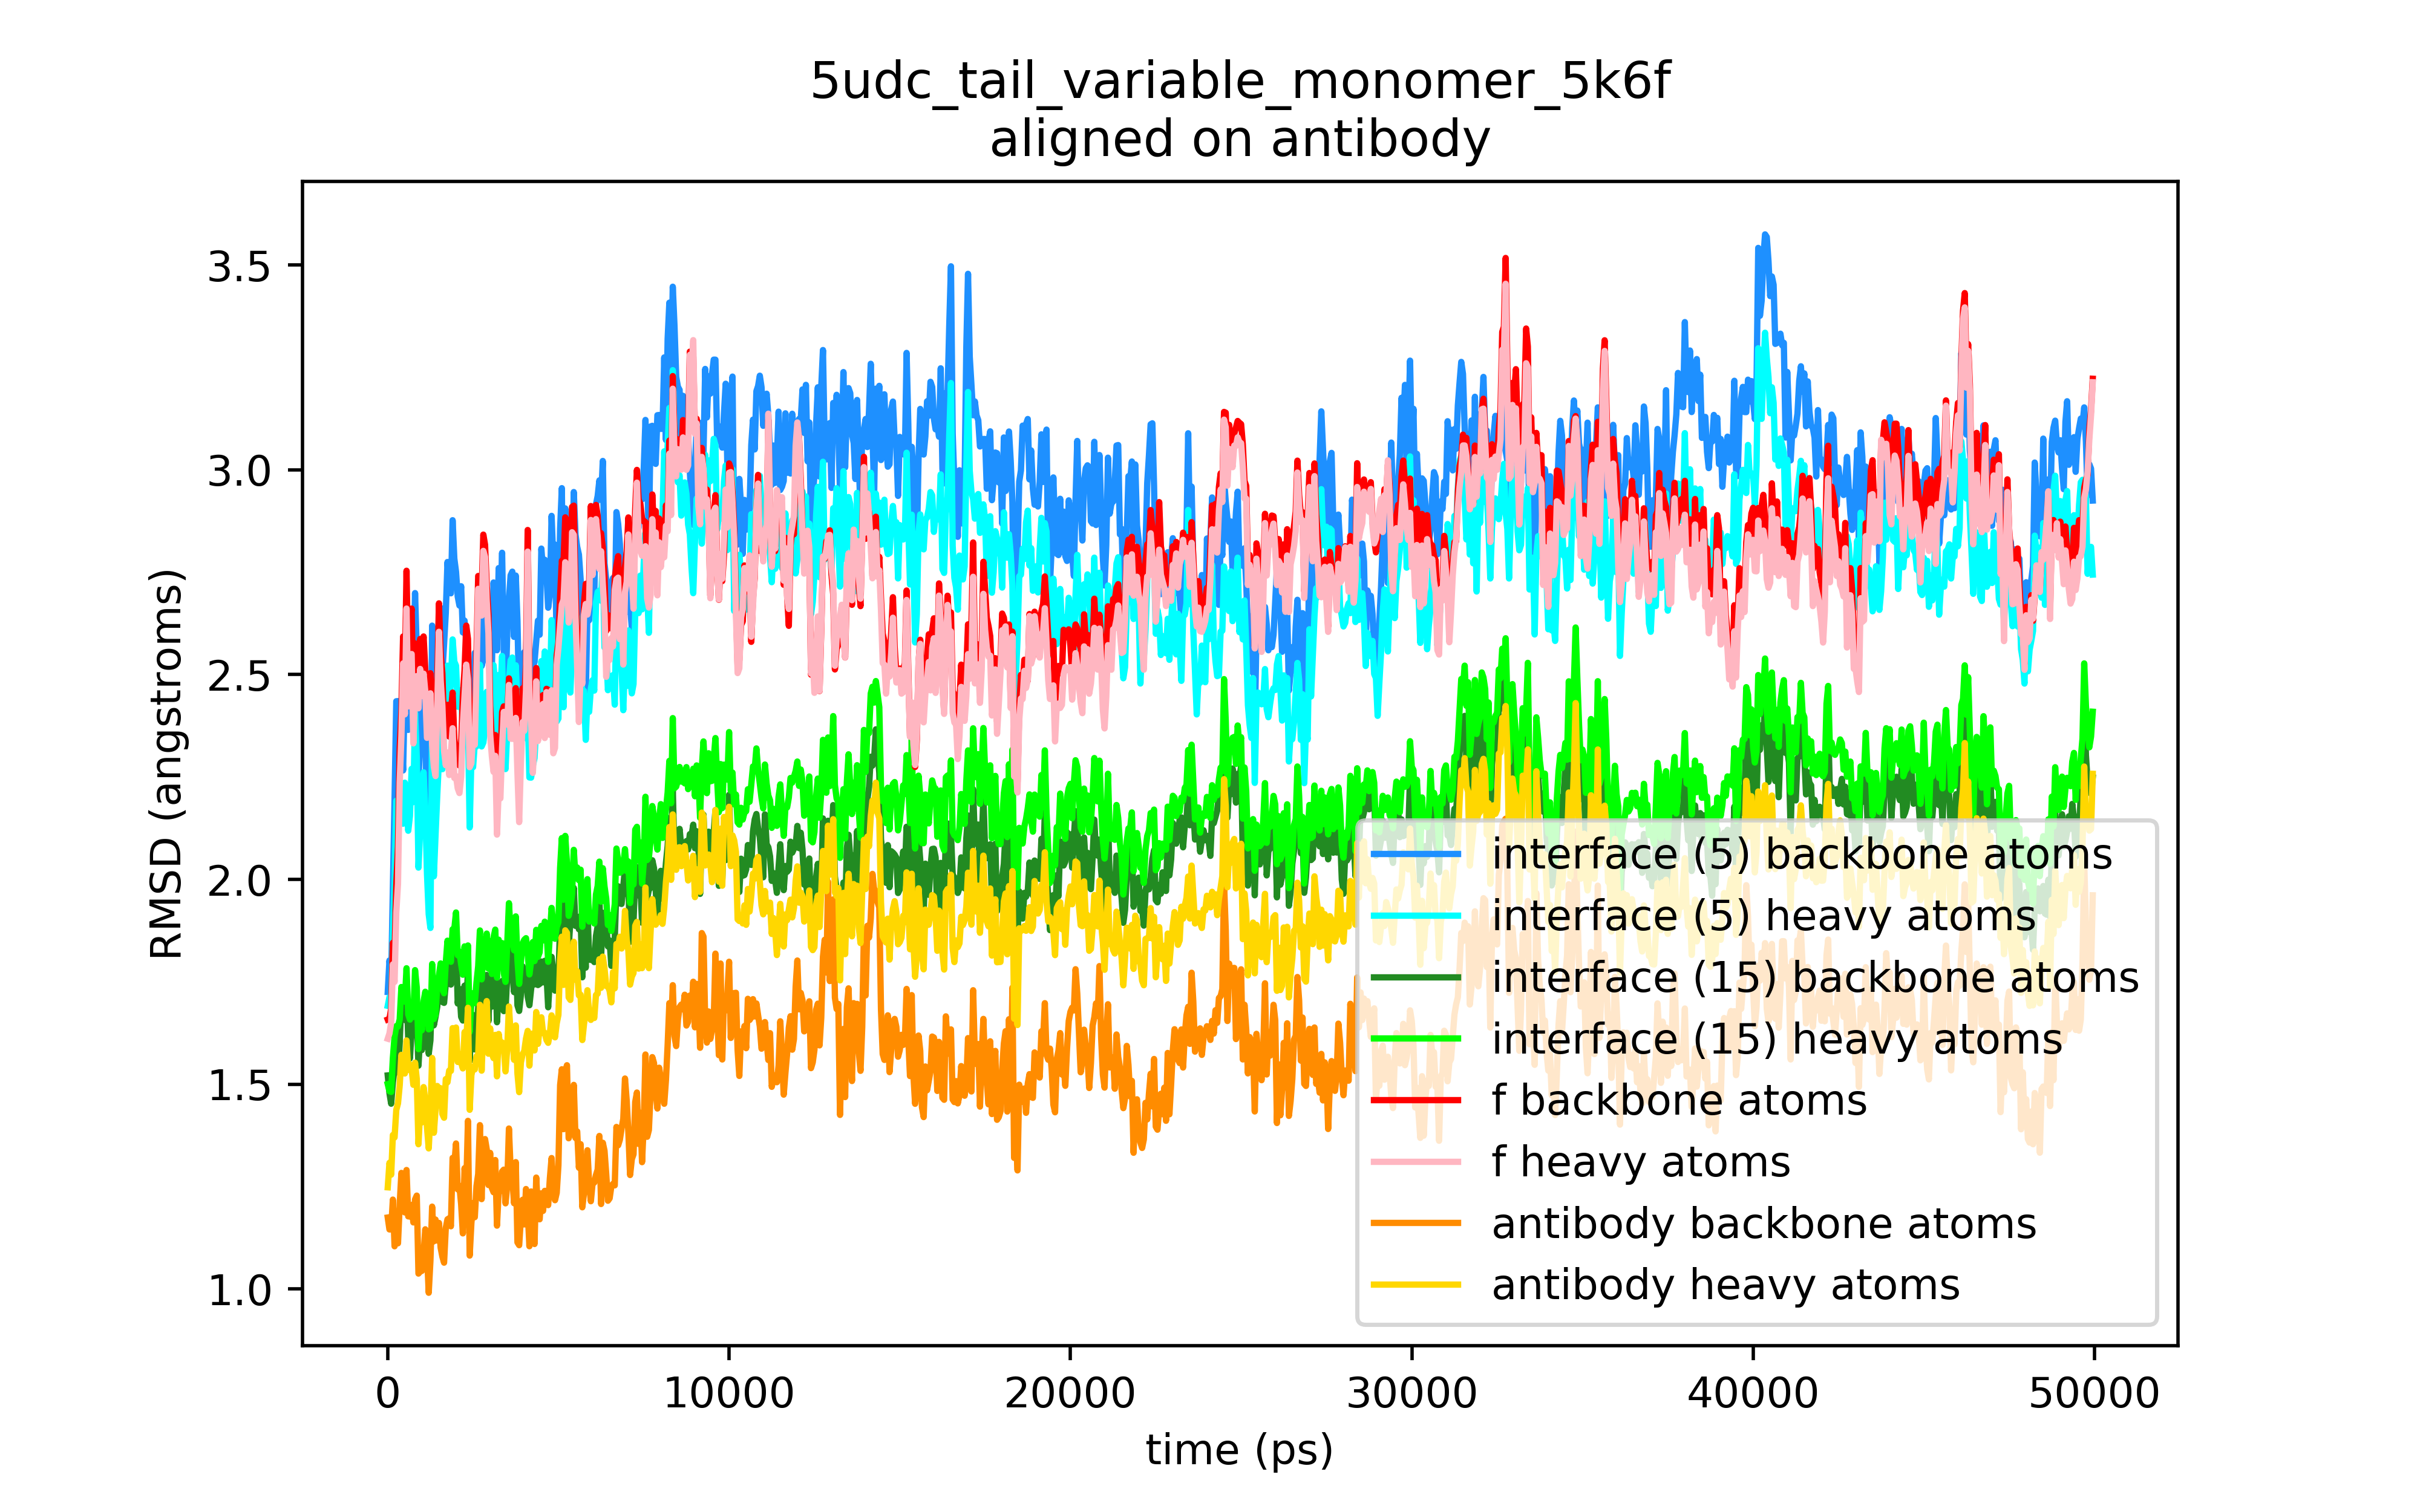 5udc_tail_variable_monomer_5k6f
aligned on antibody
RMSD (angstroms)
3.5
3.0
2.5
2.0
1.5
1.0
interface (5) backbone atoms
interface (5) heavy atoms
interface (15) backbone atoms
interface (15) heavy atoms
f backbone atoms
f heavy atoms
antibody backbone atoms
antibody heavy atoms
0 10000 20000 30000 40000 50000
time (ps)